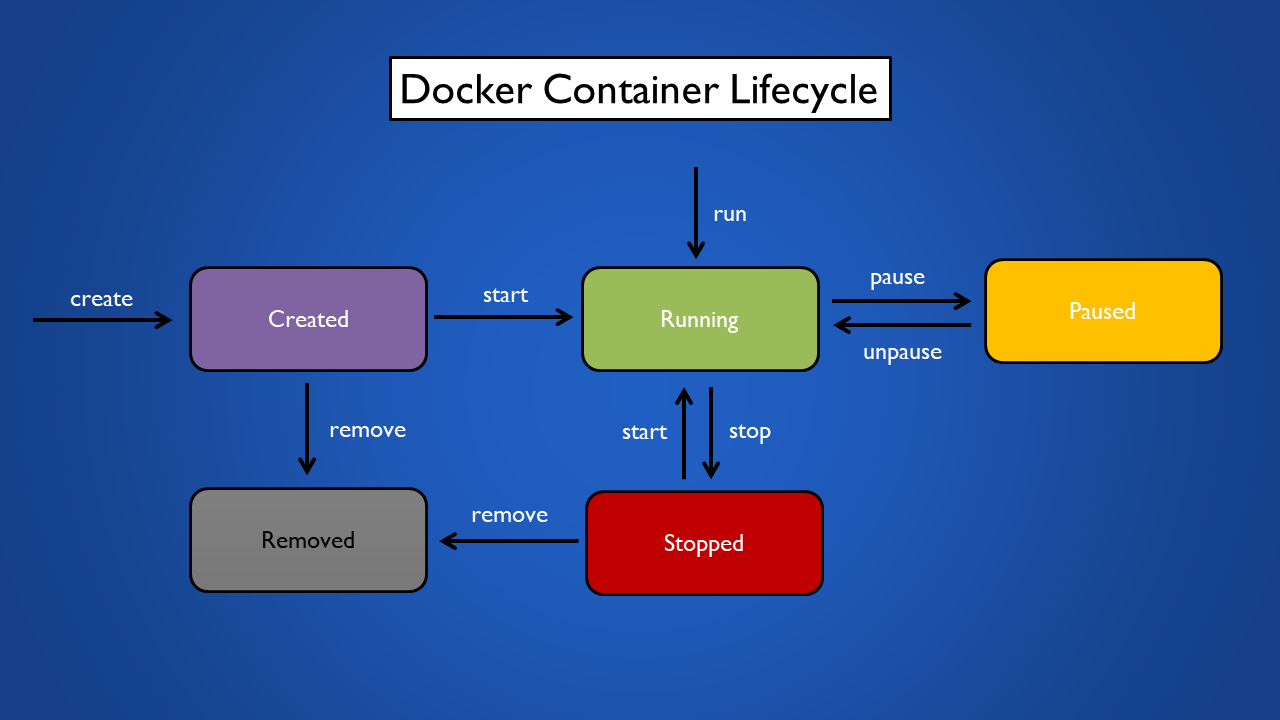 Docker Container Lifecycle
run
create
Created
start
Running
pause
unpause
Paused
remove
start
stop
Removed
remove
Stopped